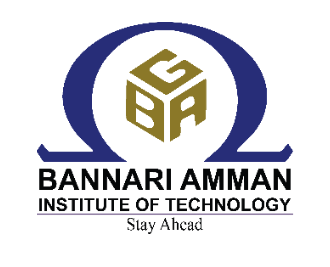 G
B A
BANNARI AMMAN
INSTITUTE OF TECHNOLOGY
Stay Ahead